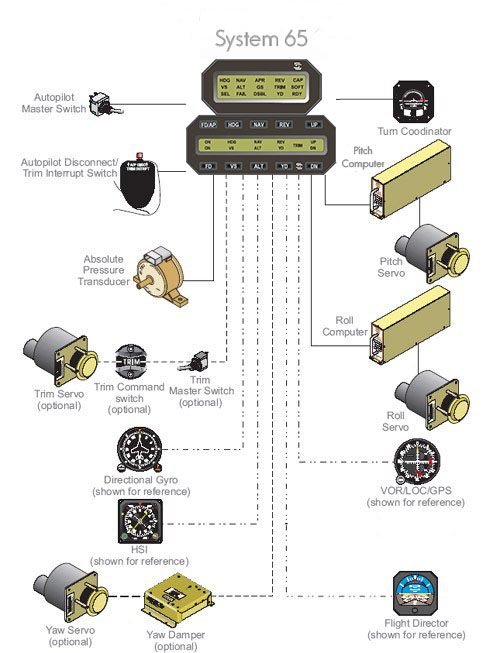 System 65
HDG NAV APR REV CAP
VS ALT GS TRIM SOFT
SEL FAIL DSBL YD RDY
Autopilot
Master Switch
Turn Coodinator
FD/AP HDG NAV REV UP
ON HDG NAV REV TRIM UP
ON VS ALT YD DN
FD VS ALT YD DN
Pitch
Computer
Autopilot Disconnect/
Trim Interrupt Switch
Absolute
Pressure
Transducer
Pitch
Servo
Roll
Computer
TRIM
Trim Servo
(optional)
Trim Command
switch
(optional)
Trim
Master Switch
(optional)
Roll
Servo
Directional Gyro
(shown for reference)
VOR/LOC/GPS
(shown for reference)
HSI
(shown for reference)
Yaw Servo
(optional)
Yaw Damper
(optional)
Flight Director
(shown for reference)